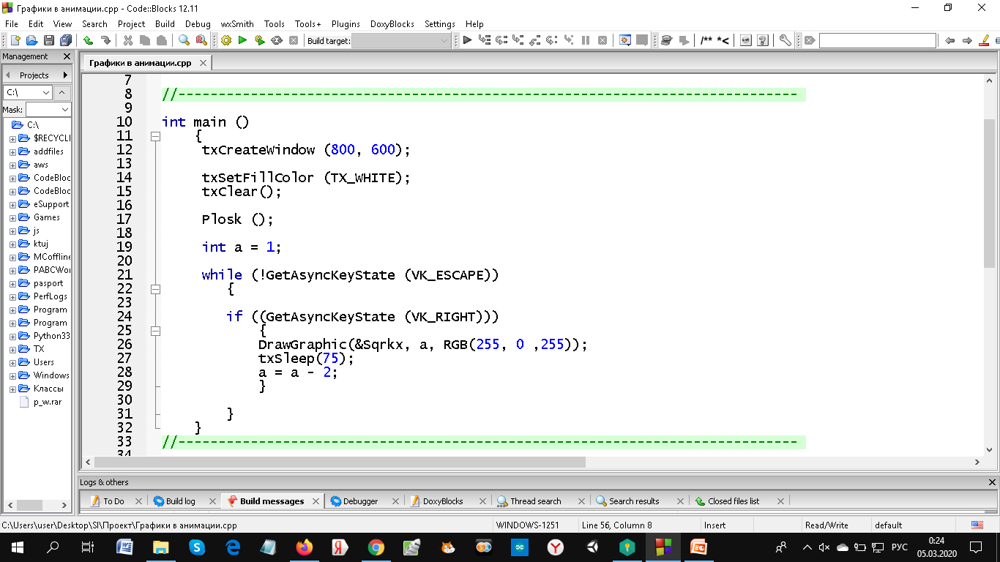 Графики в анимации.cpp - Code::Blocks 12.11
File Edit View Search Project Build Debug wxSmith Tools Tools+ Plugins DoxyBlocks Settings Help
Build target: /** *<
Management
Projects
C:\
Mask:
C:\
$RECYCLI
addfiles
aws
CodeBloc
CodeBloc
eSupport
Games
js
ktuj
MCoffline
PABCWor
pasport
PerfLogs
Program
Program
Python33
TX
Users
Windows
Классы
p_w.rar
Графики в анимации.cpp
7
8 //-----------------------------------------------------------------------------
9
10 int main ()
11 {
12 txCreateWindow (800, 600);
13
14 txSetFillColor (TX_WHITE);
15 txClear();
16
17 Plosk ();
18
19 int a = 1;
20
21 while (!GetAsyncKeyState (VK_ESCAPE))
22 {
23
24 if ((GetAsyncKeyState (VK_RIGHT)))
25 {
26 DrawGraphic(&Sqrkx, a, RGB(255, 0 ,255));
27 txSleep(75);
28 a = a - 2;
29 }
30
31 }
32 }
33 //-----------------------------------------------------------------------------
34
Logs & others
To Do Build log Build messages Debugger DoxyBlocks Thread search Search results Closed files list
C:\Users\user\Desktop\SI\Проект\Графики в анимации.cpp WINDOWS-1251 Line 56, Column 8 Insert Read/Write default
РУС 0:24
05.03.2020